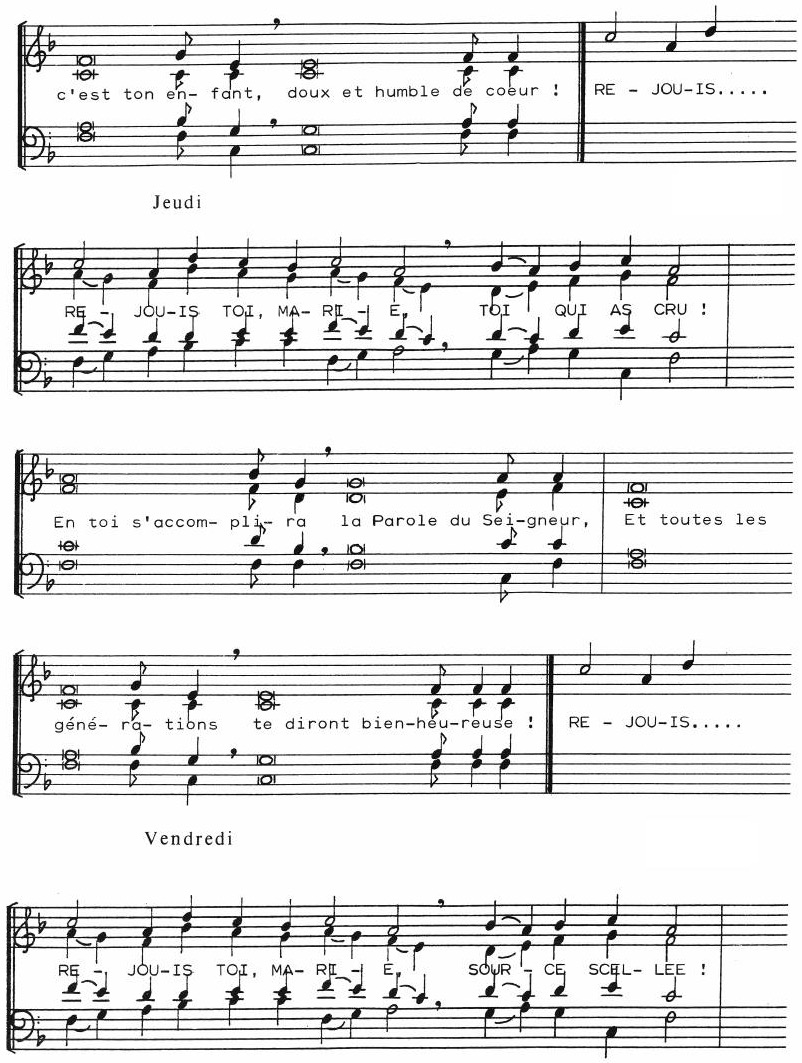 c'est ton en- fant, doux et humble de coeur ! RE - JOU-IS.....
Jeudi
RE - JOU-IS TOI, MA- RI - E, TOI QUI AS CRU !
En toi s'accom- pli- ra la Parole du Sei-gneur, Et toutes les
géné- ra- tions te diront bien-heu-reuse ! RE - JOU-IS.....
Vendredi
RE - JOU-IS TOI, MA- RI - E, SOUR - CE SCEL- LEE !